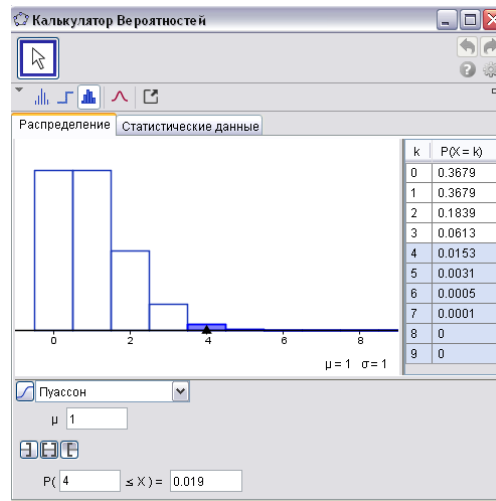 Калькулятор Вероятностей
Распределение Статистические данные
k P(X = k)
0 0.3679
1 0.3679
2 0.1839
3 0.0613
4 0.0153
5 0.0031
6 0.0005
7 0.0001
8 0
9 0
0 2 4 6 8
μ = 1 σ = 1
Пуассон
μ 1
P( 4 ≤ X ) = 0.019